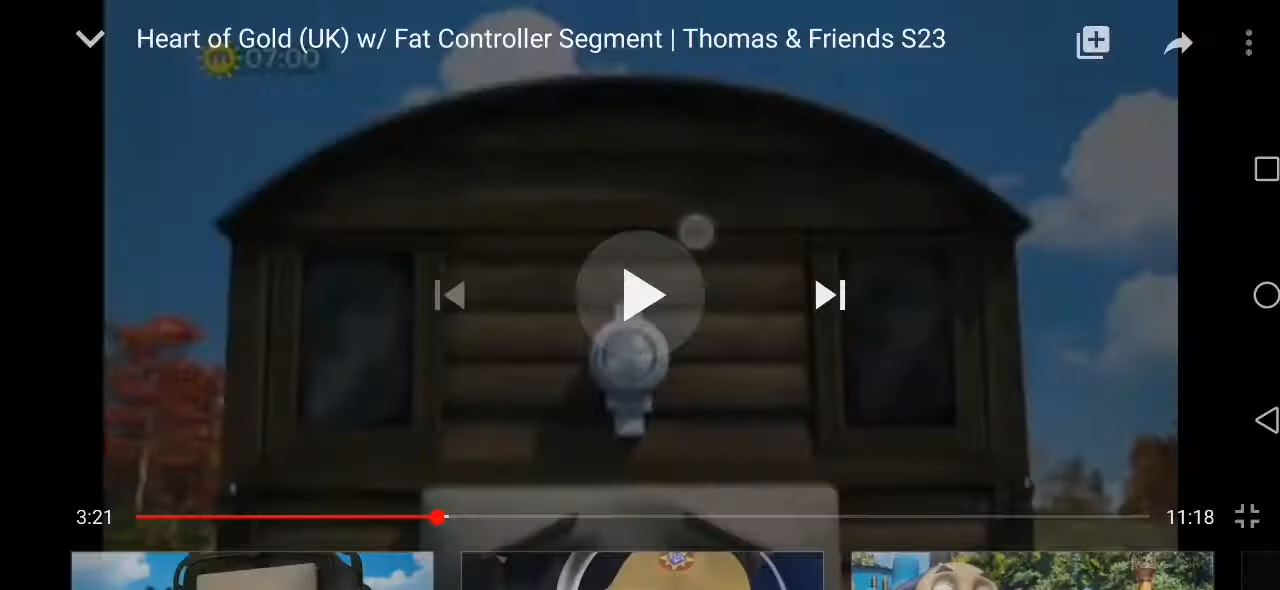 Heart of Gold (UK) w/ Fat Controller Segment | Thomas & Friends S23
07:00
3:21
11:18